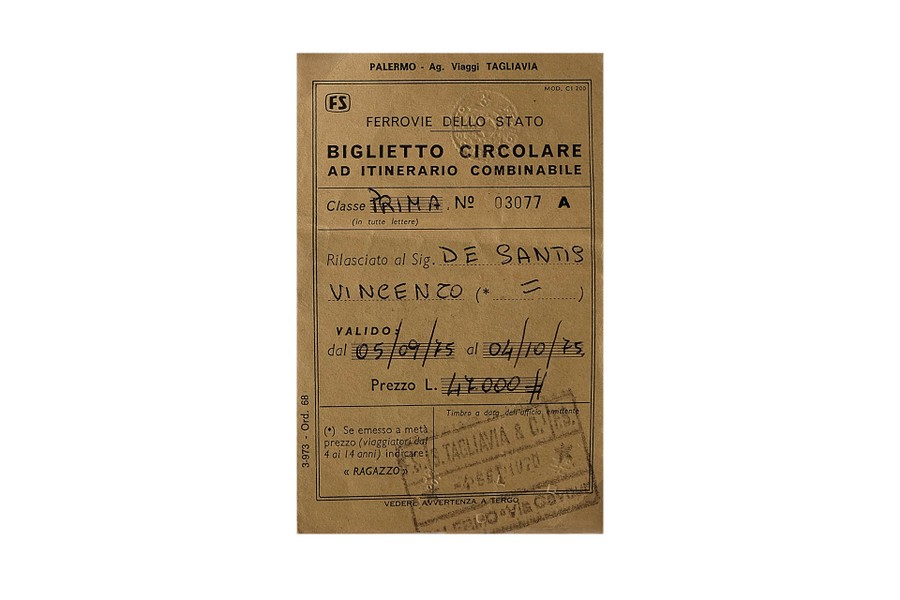 PALERMO - Ag. Viaggi TAGLIAVIA
MOD. CI 200
FS
FERROVIE DELLO STATO
BIGLIETTO CIRCOLARE
AD ITINERARIO COMBINABILE
Classe PRIMA, Nº 03077 A
(in tutte lettere)
Rilasciato al Sig. DE SANTIS
VINCENZO (* = )
VALIDO:
dal 05/09/75 al 04/10/75
Prezzo L. 47000 #
Timbro a data dell'ufficio emittente
(*) Se emesso a metà
prezzo (viaggiatori dai
4 ai 14 anni) indicare:
« RAGAZZO »
S. TAGLIAVIA & C.
VEDERE AVVERTENZA A TERGO
3-973 - Ord. 68